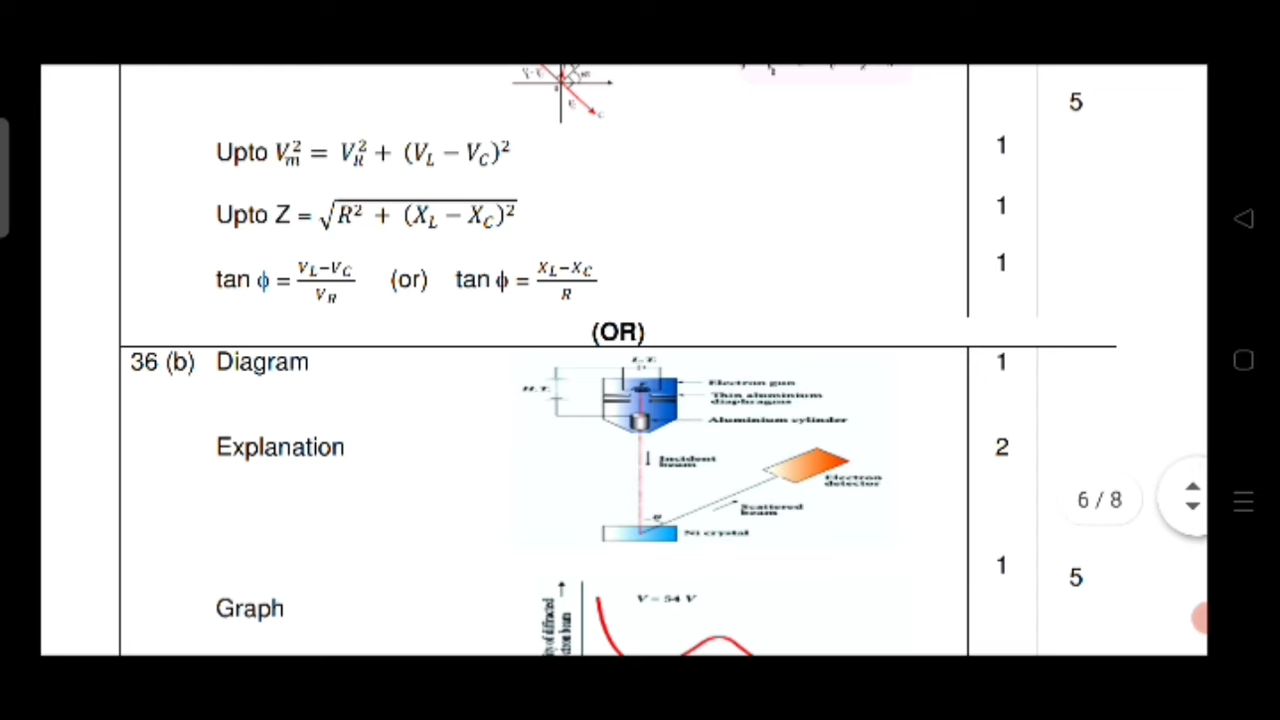 5
Upto V_m^2 = V_R^2 + (V_L − V_C)^2 1
Upto Z = √(R^2 + (X_L − X_C)^2) 1
tan ϕ = (V_L−V_C)/V_R (or) tan ϕ = (X_L−X_C)/R 1
(OR)
36 (b) Diagram 1
L.T.
H.T.
Electron gun
Thin aluminium
diaphragms
Aluminium cylinder
Explanation 2
Incident
beam
Electron
detector
Scattered
beam
θ
Ni crystal
6 / 8
1 5
Graph
V = 54 V